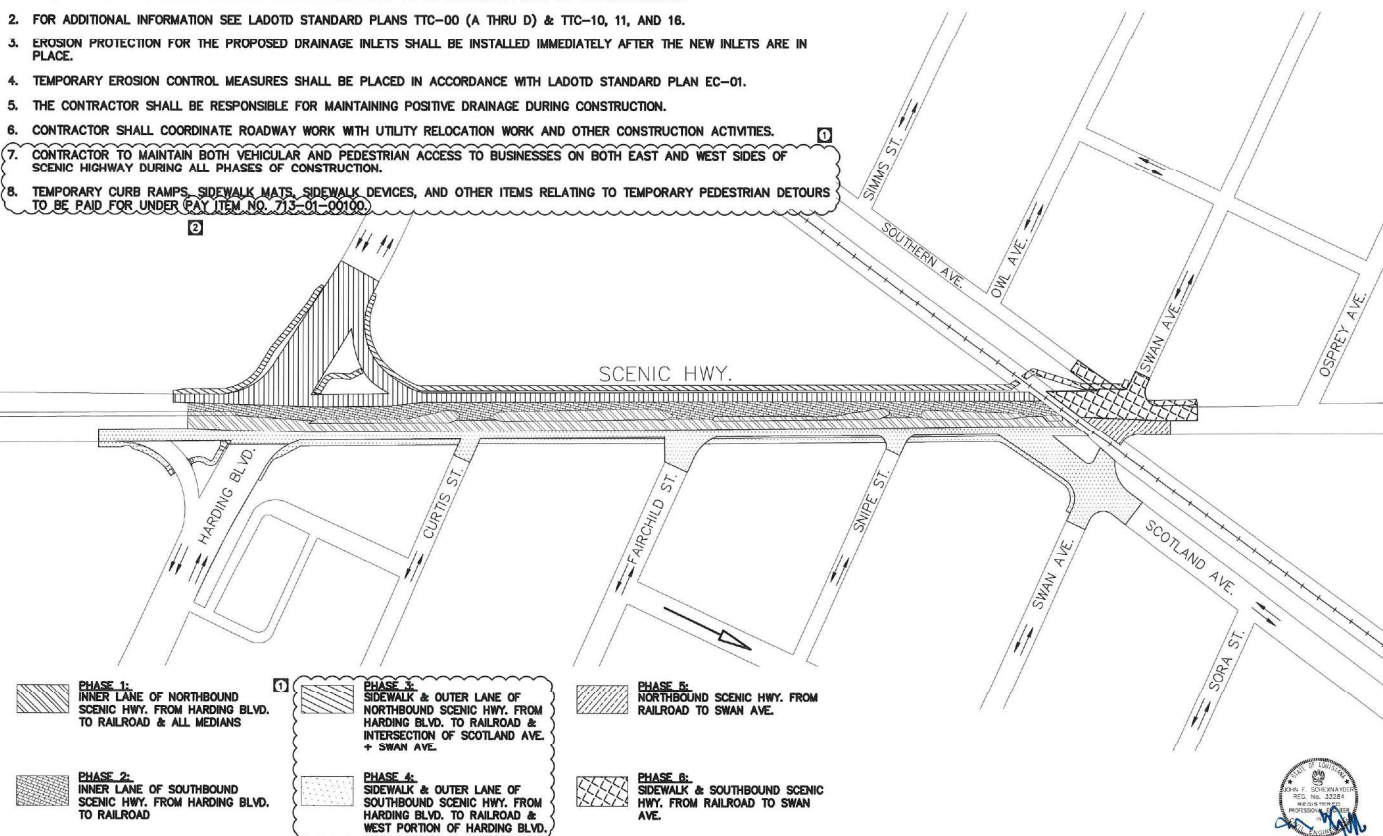 2. FOR ADDITIONAL INFORMATION SEE LADOTD STANDARD PLANS TTC-00 (A THRU D) & TTC-10, 11, AND 16.
3. EROSION PROTECTION FOR THE PROPOSED DRAINAGE INLETS SHALL BE INSTALLED IMMEDIATELY AFTER THE NEW INLETS ARE IN
PLACE.
4. TEMPORARY EROSION CONTROL MEASURES SHALL BE PLACED IN ACCORDANCE WITH LADOTD STANDARD PLAN EC-01.
5. THE CONTRACTOR SHALL BE RESPONSIBLE FOR MAINTAINING POSITIVE DRAINAGE DURING CONSTRUCTION.
6. CONTRACTOR SHALL COORDINATE ROADWAY WORK WITH UTILITY RELOCATION WORK AND OTHER CONSTRUCTION ACTIVITIES.
1
7. CONTRACTOR TO MAINTAIN BOTH VEHICULAR AND PEDESTRIAN ACCESS TO BUSINESSES ON BOTH EAST AND WEST SIDES OF
SCENIC HIGHWAY DURING ALL PHASES OF CONSTRUCTION.
8. TEMPORARY CURB RAMPS, SIDEWALK MATS, SIDEWALK DEVICES, AND OTHER ITEMS RELATING TO TEMPORARY PEDESTRIAN DETOURS
TO BE PAID FOR UNDER PAY ITEM NO. 713-01-00100.
2
SIMMS ST.
SOUTHERN AVE.
OWL AVE.
SWAN AVE.
OSPREY AVE.
SCENIC HWY.
HARDING BLVD.
CURTIS ST.
FAIRCHILD ST.
SNIPE ST.
SWAN AVE.
SCOTLAND AVE.
SORA ST.
PHASE 1:
INNER LANE OF NORTHBOUND
SCENIC HWY. FROM HARDING BLVD.
TO RAILROAD & ALL MEDIANS
1
PHASE 3:
SIDEWALK & OUTER LANE OF
NORTHBOUND SCENIC HWY. FROM
HARDING BLVD. TO RAILROAD &
INTERSECTION OF SCOTLAND AVE.
+ SWAN AVE.
PHASE 5:
NORTHBOUND SCENIC HWY. FROM
RAILROAD TO SWAN AVE.
PHASE 2:
INNER LANE OF SOUTHBOUND
SCENIC HWY. FROM HARDING BLVD.
TO RAILROAD
PHASE 4:
SIDEWALK & OUTER LANE OF
SOUTHBOUND SCENIC HWY. FROM
HARDING BLVD. TO RAILROAD &
WEST PORTION OF HARDING BLVD.
PHASE 6:
SIDEWALK & SOUTHBOUND SCENIC
HWY. FROM RAILROAD TO SWAN
AVE.
STATE OF LOUISIANA
JOHN F. SCHEXNAYDER
REG. No. 33284
REGISTERED
PROFESSIONAL ENGINEER